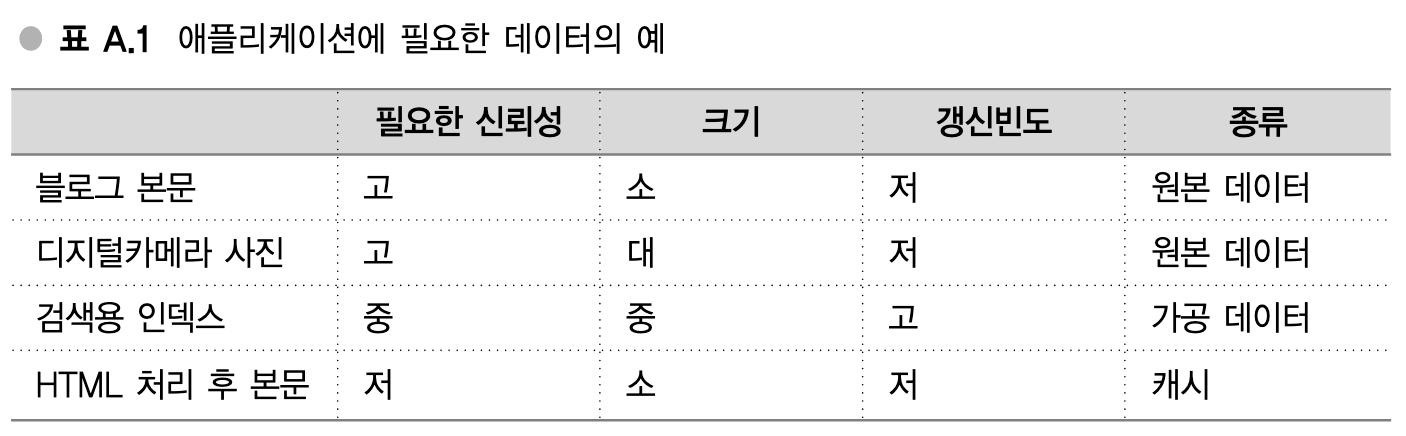 표 A.1 애플리케이션에 필요한 데이터의 예
필요한 신뢰성 크기 갱신빈도 종류
블로그 본문 고 소 저 원본 데이터
디지털카메라 사진 고 대 저 원본 데이터
검색용 인덱스 중 중 고 가공 데이터
HTML 처리 후 본문 저 소 저 캐시